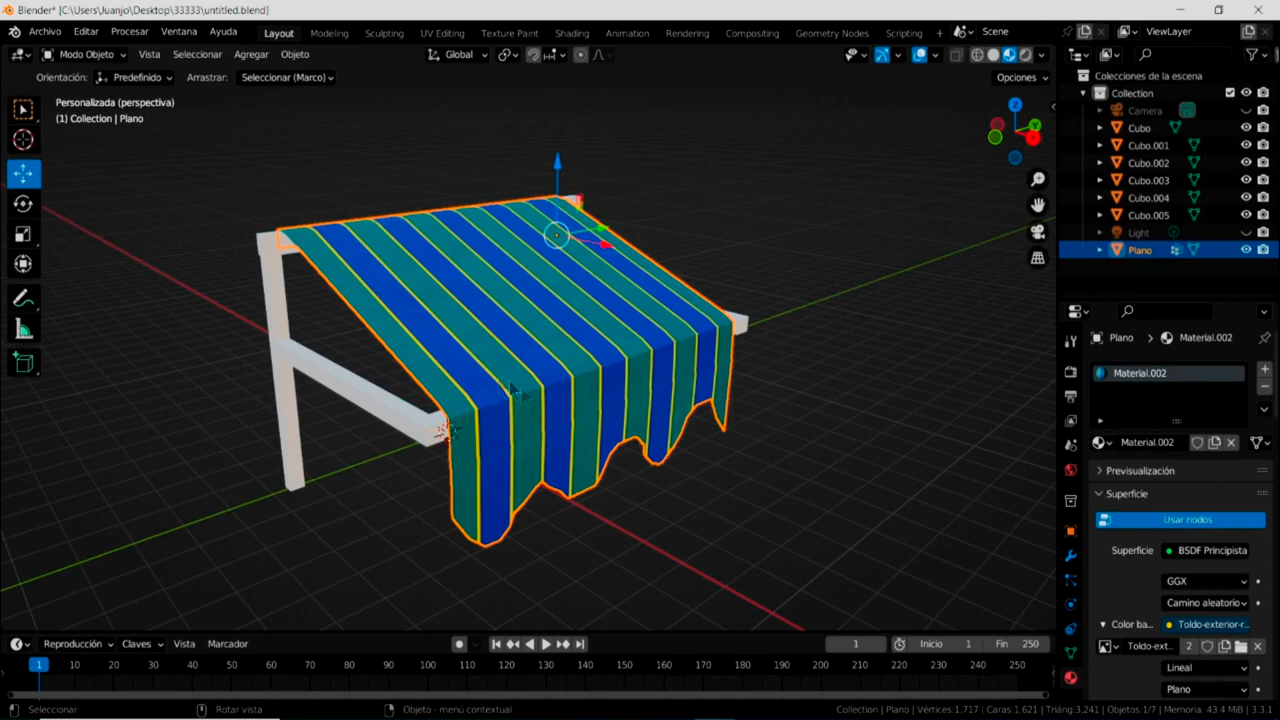 Blender* [C:\Users\Juanjo\Desktop\33333\untitled.blend]
Archivo Editar Procesar Ventana Ayuda Layout Modeling Sculpting UV Editing Texture Paint Shading Animation Rendering Compositing Geometry Nodes Scripting + Scene ViewLayer
Modo Objeto Vista Seleccionar Agregar Objeto Global
Orientación: Predefinido Arrastrar: Seleccionar (Marco) Opciones
Personalizada (perspectiva)
(1) Collection | Plano
Z
Y
Colecciones de la escena
Collection
Camera
Cubo
Cubo.001
Cubo.002
Cubo.003
Cubo.004
Cubo.005
Light
Plano
Plano > Material.002
Material.002
Material.002
Previsualización
Superficie
Usar nodos
Superficie BSDF Principista
GGX
Camino aleatorio
Color ba... Toldo-exterior-r...
Toldo-ext... 2
Lineal
Plano
Reproducción Claves Vista Marcador 1 Inicio 1 Fin 250
1 10 20 30 40 50 60 70 80 90 100 110 120 130 140 150 160 170 180 190 200 210 220 230 240 250
Seleccionar Rotar vista Objeto - menú contextual Collection | Plano | Vértices:1,717 | Caras:1,621 | Triáng:3,241 | Objetos:1/7 | Memoria: 43.4 MiB | 3.3.1